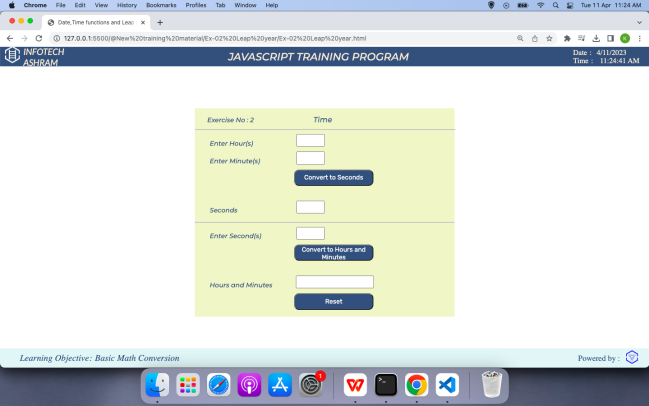 Chrome File Edit View History Bookmarks Profiles Tab Window Help Tue 11 Apr 11:24 AM
Date,Time functions and Leap
127.0.0.1:5500/@New%20training%20material/Ex-02%20Leap%20year/Ex-02%20Leap%20year.html
K
INFOTECH
ASHRAM
JAVASCRIPT TRAINING PROGRAM
Date : 4/11/2023
Time : 11:24:41 AM
Exercise No : 2 Time
Enter Hour(s)
Enter Minute(s)
Convert to Seconds
Seconds
Enter Second(s)
Convert to Hours and
Minutes
Hours and Minutes
Reset
Learning Objective: Basic Math Conversion Powered by :
1